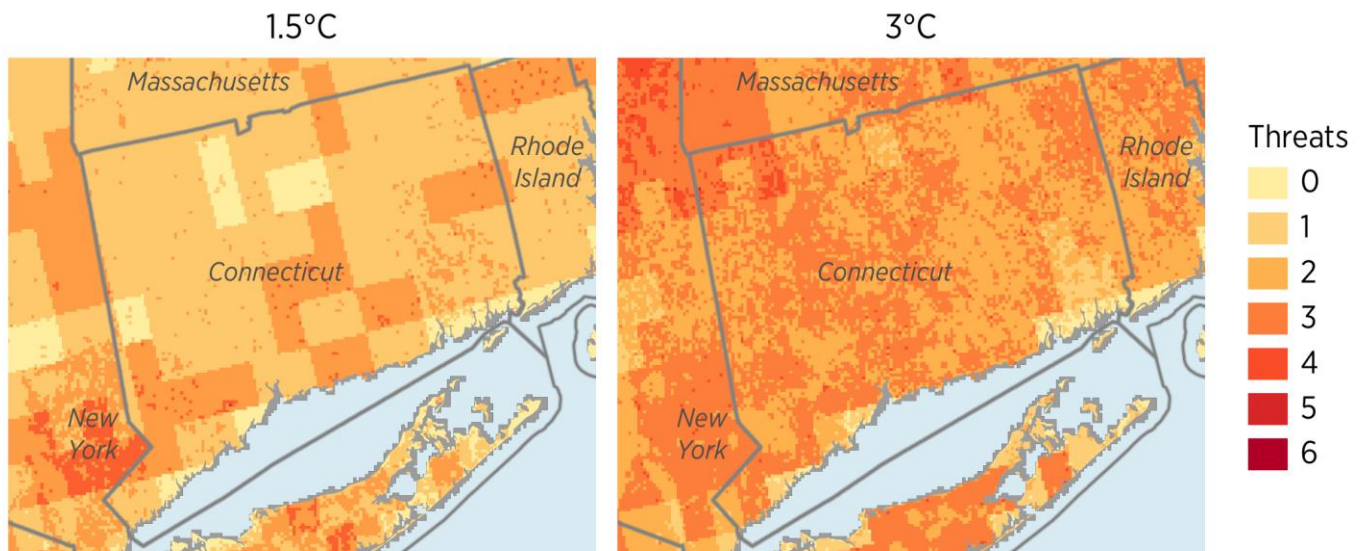 1.5°C
Massachusetts
Rhode
Island
Connecticut
New
York
3°C
Massachusetts
Rhode
Island
Connecticut
New
York
Threats
0
1
2
3
4
5
6